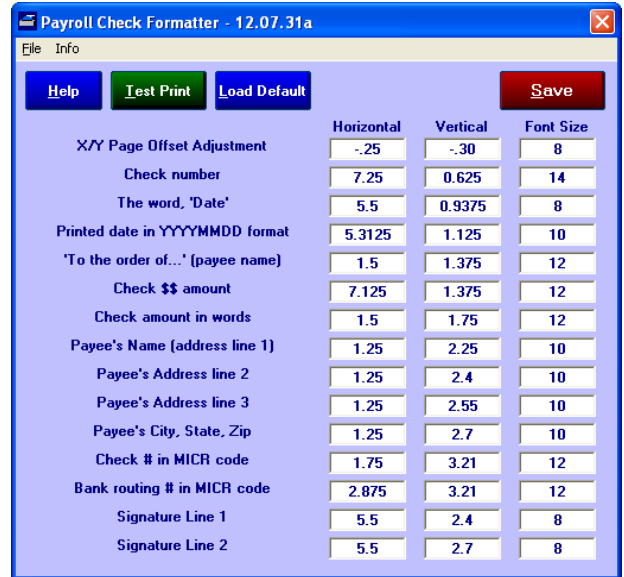 Payroll Check Formatter - 12.07.31a
File Info
Help Test Print Load Default Save
Horizontal Vertical Font Size
X/Y Page Offset Adjustment -.25 -.30 8
Check number 7.25 0.625 14
The word, 'Date' 5.5 0.9375 8
Printed date in YYYYMMDD format 5.3125 1.125 10
'To the order of...' (payee name) 1.5 1.375 12
Check $$ amount 7.125 1.375 12
Check amount in words 1.5 1.75 12
Payee's Name (address line 1) 1.25 2.25 10
Payee's Address line 2 1.25 2.4 10
Payee's Address line 3 1.25 2.55 10
Payee's City, State, Zip 1.25 2.7 10
Check # in MICR code 1.75 3.21 12
Bank routing # in MICR code 2.875 3.21 12
Signature Line 1 5.5 2.4 8
Signature Line 2 5.5 2.7 8